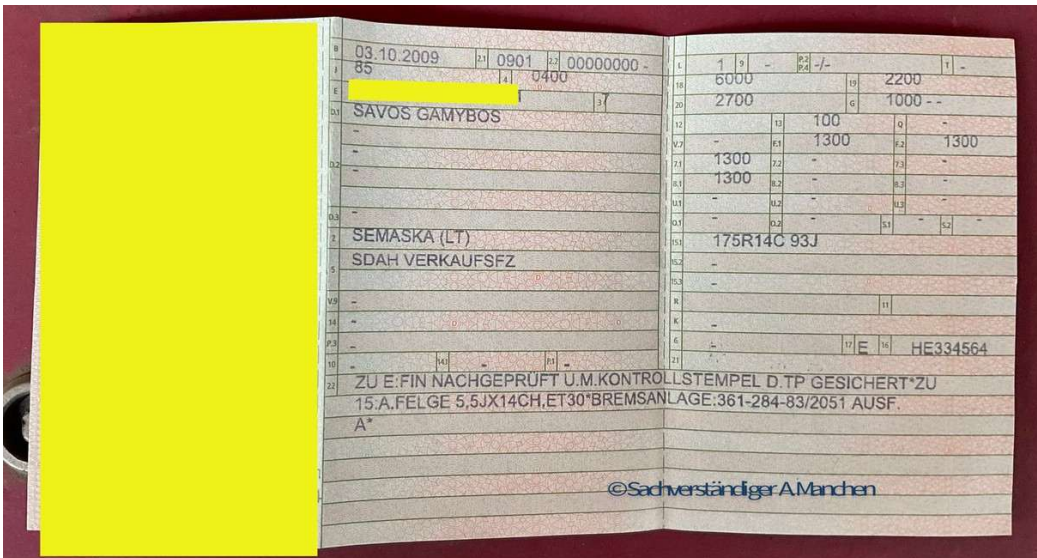 B 03.10.2009 2.1 0901 2.2 00000000 -
J 85 4 0400
E 3 7
D.1 SAVOS GAMYBOS
-
-
D.2 -
-
D.3 -
2 SEMASKA (LT)
5 SDAH VERKAUFSFZ
-
V.9 -
14 -
P.3 -
10 - 14.1 - P.1 -
L 1 9 - P.2 P.4 -/- T -
18 6000 19 2200
20 2700 G 1000 - -
12 13 100 Q -
V.7 - F.1 1300 F.2 1300
7.1 1300 7.2 - 7.3 -
8.1 1300 8.2 - 8.3 -
U.1 - U.2 - U.3 -
O.1 - O.2 - S.1 - S.2 -
15.1 175R14C 93J
15.2 -
15.3 -
R 11
K -
6 - 17 E 16 HE334564
21
22 ZU E:FIN NACHGEPRÜFT U.M.KONTROLLSTEMPEL D.TP GESICHERT*ZU
15:A.FELGE 5,5JX14CH,ET30*BREMSANLAGE:361-284-83/2051 AUSF.
A*
©Sachverständiger A.Manchen